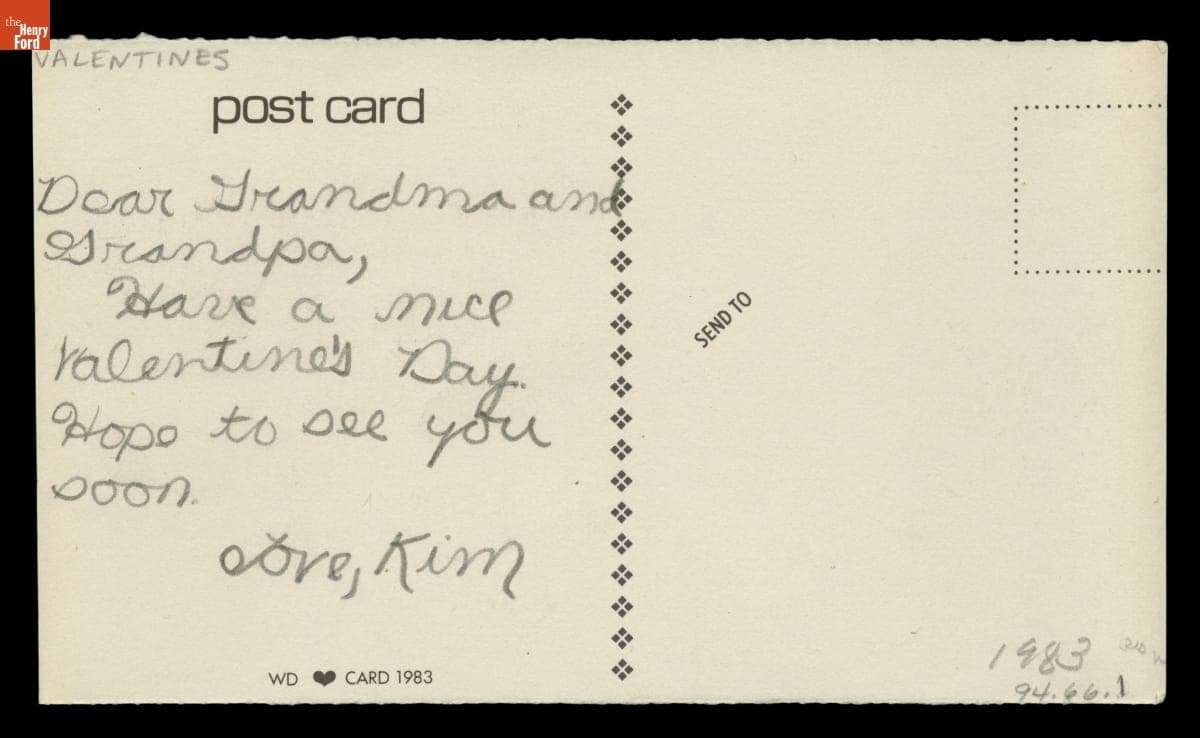 the
Henry
Ford
VALENTINES
post card
Dear Grandma and
Grandpa,
Have a nice
Valentine's Day.
Hope to see you
soon.
Love, Kim
WD ♥ CARD 1983
SEND TO
1983
94.66.1